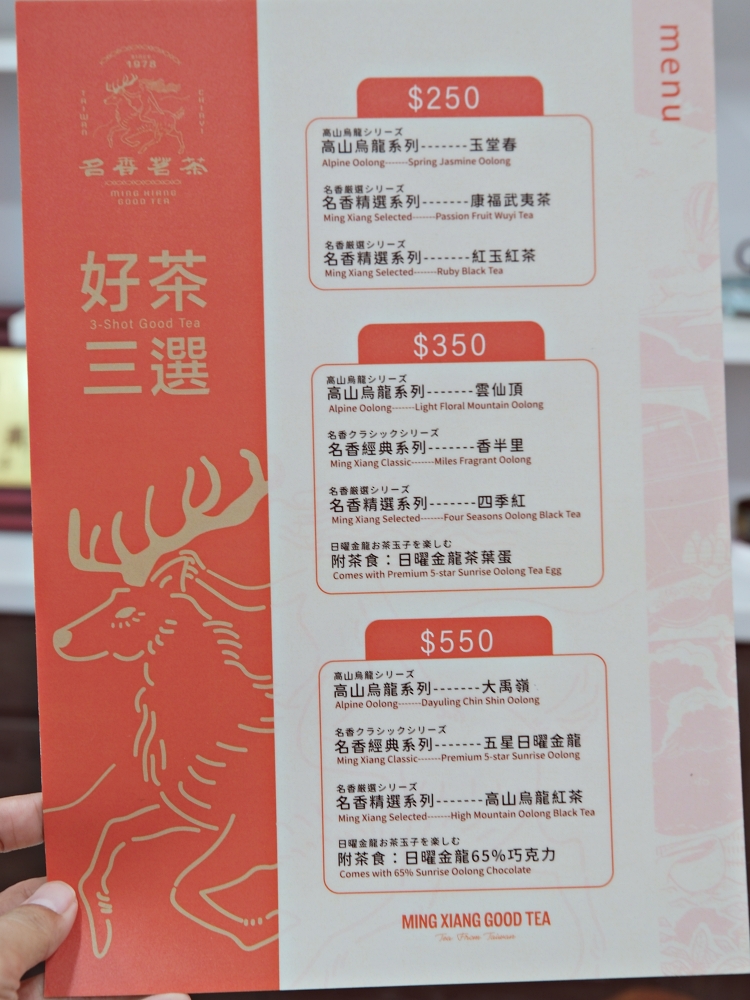 menu
SINCE
1978
TAIWAN
CHIAYI
名香茗茶
MING XIANG
GOOD TEA
好茶
3-Shot Good Tea
三選
$250
高山烏龍シリーズ
高山烏龍系列-------玉堂春
Alpine Oolong-------Spring Jasmine Oolong
名香厳選シリーズ
名香精選系列-------康福武夷茶
Ming Xiang Selected-------Passion Fruit Wuyi Tea
名香厳選シリーズ
名香精選系列-------紅玉紅茶
Ming Xiang Selected-------Ruby Black Tea
$350
高山烏龍シリーズ
高山烏龍系列-------雲仙頂
Alpine Oolong-------Light Floral Mountain Oolong
名香クラシックシリーズ
名香經典系列-------香半里
Ming Xiang Classic-------Miles Fragrant Oolong
名香厳選シリーズ
名香精選系列-------四季紅
Ming Xiang Selected-------Four Seasons Oolong Black Tea
日曜金龍お茶玉子を楽しむ
附茶食：日曜金龍茶葉蛋
Comes with Premium 5-star Sunrise Oolong Tea Egg
$550
高山烏龍シリーズ
高山烏龍系列-------大禹嶺
Alpine Oolong-------Dayuling Chin Shin Oolong
名香クラシックシリーズ
名香經典系列-------五星日曜金龍
Ming Xiang Classic-------Premium 5-star Sunrise Oolong
名香厳選シリーズ
名香精選系列-------高山烏龍紅茶
Ming Xiang Selected-------High Mountain Oolong Black Tea
日曜金龍お茶玉子を楽しむ
附茶食：日曜金龍65%巧克力
Comes with 65% Sunrise Oolong Chocolate
MING XIANG GOOD TEA
Tea From Taiwan